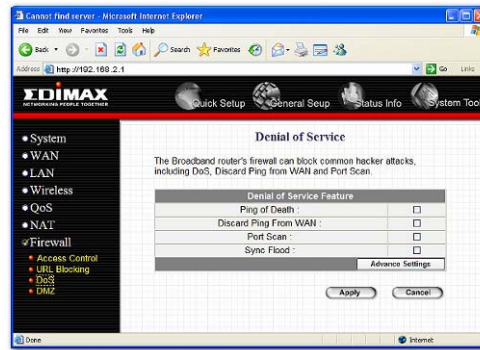 Cannot find server - Microsoft Internet Explorer
File Edit View Favorites Tools Help
Back Search Favorites
Address http://192.168.2.1 Go Links
EDIMAX
NETWORKING PEOPLE TOGETHER
Quick Setup General Seup Status Info System Too
System
WAN
LAN
Wireless
QoS
NAT
Firewall
Access Control
URL Blocking
DoS
DMZ
Denial of Service
The Broadband router's firewall can block common hacker attacks,
including DoS, Discard Ping from WAN and Port Scan.
Denial of Service Feature
Ping of Death :
Discard Ping From WAN :
Port Scan :
Sync Flood :
Advance Settings
Apply Cancel
Done Internet